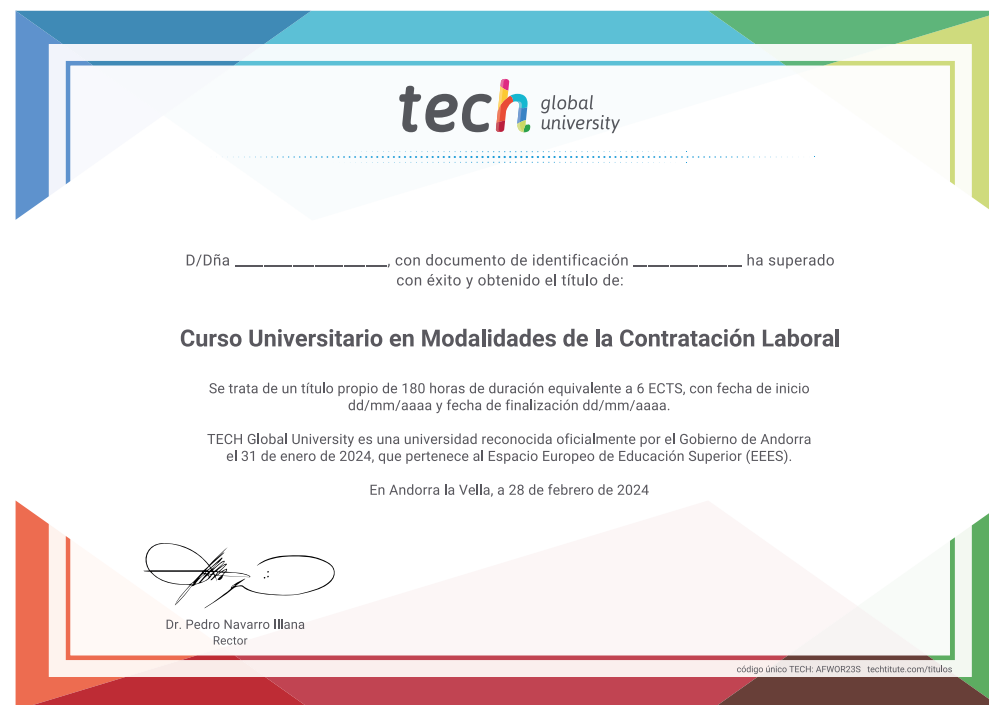 tech global university
D/Dña ______________________, con documento de identificación ________________ ha superado
con éxito y obtenido el título de:
Curso Universitario en Modalidades de la Contratación Laboral
Se trata de un título propio de 180 horas de duración equivalente a 6 ECTS, con fecha de inicio
dd/mm/aaaa y fecha de finalización dd/mm/aaaa.
TECH Global University es una universidad reconocida oficialmente por el Gobierno de Andorra
el 31 de enero de 2024, que pertenece al Espacio Europeo de Educación Superior (EEES).
En Andorra la Vella, a 28 de febrero de 2024
Dr. Pedro Navarro Illana
Rector
código único TECH: AFWOR23S techtitute.com/titulos